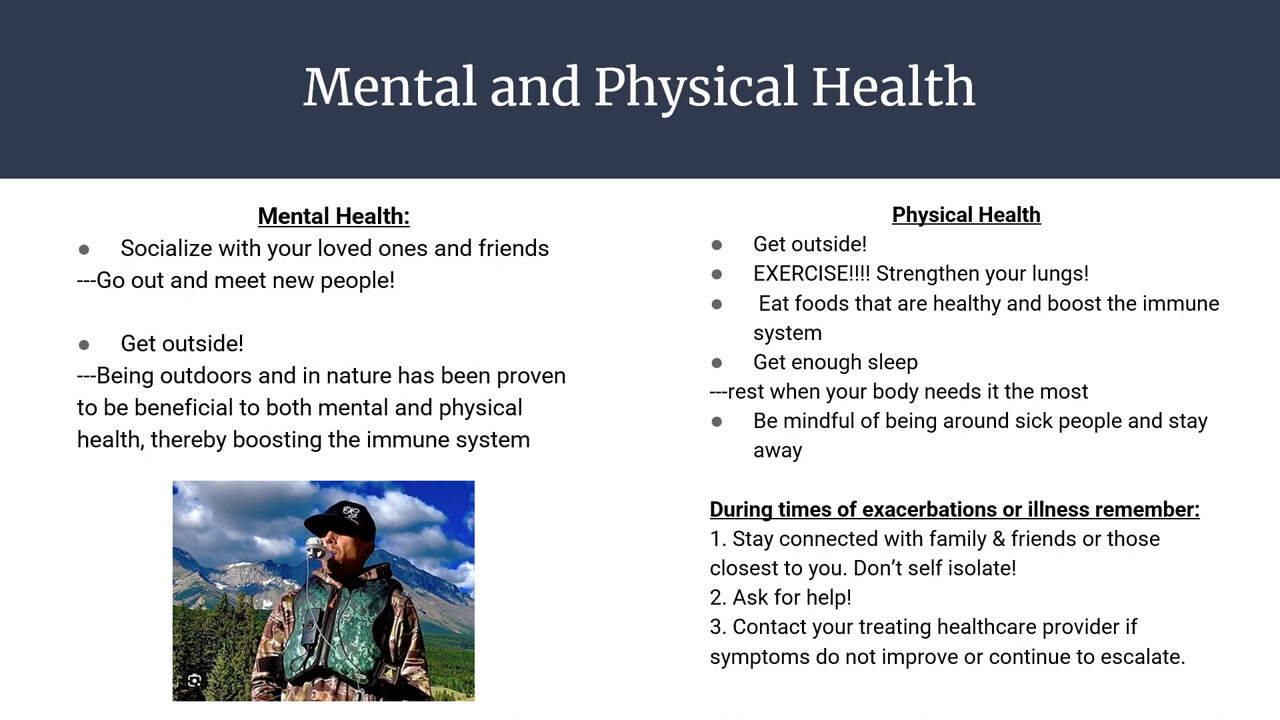 Mental and Physical Health
Mental Health:
● Socialize with your loved ones and friends
---Go out and meet new people!
● Get outside!
---Being outdoors and in nature has been proven
to be beneficial to both mental and physical
health, thereby boosting the immune system
Physical Health
● Get outside!
● EXERCISE!!!! Strengthen your lungs!
● Eat foods that are healthy and boost the immune
system
● Get enough sleep
---rest when your body needs it the most
● Be mindful of being around sick people and stay
away
During times of exacerbations or illness remember:
1. Stay connected with family & friends or those
closest to you. Don’t self isolate!
2. Ask for help!
3. Contact your treating healthcare provider if
symptoms do not improve or continue to escalate.